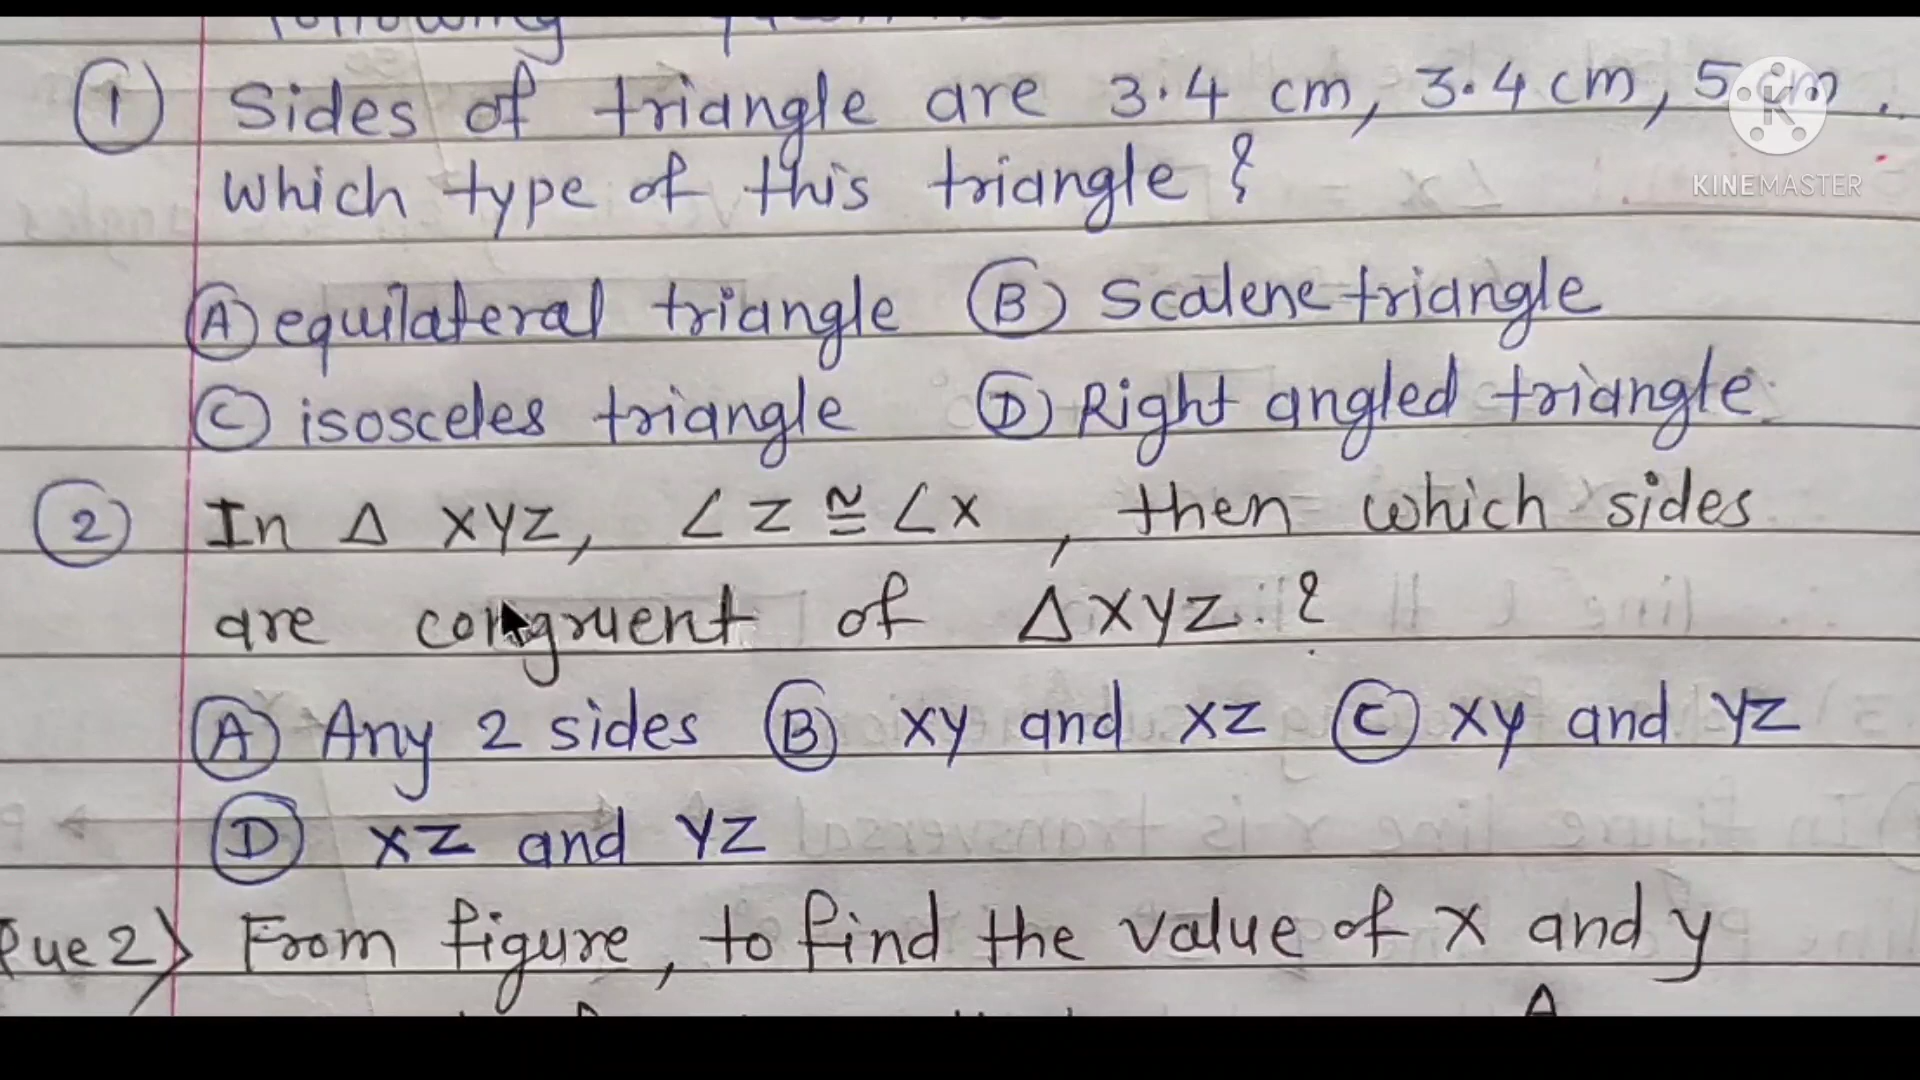 following
① Sides of triangle are 3.4 cm, 3.4 cm, 5 cm.
which type of this triangle ?
Ⓐ equilateral triangle Ⓑ Scalene triangle
Ⓒ isosceles triangle Ⓓ Right angled triangle
② In Δ XYZ, ∠Z ≅ ∠X, then which sides
are congruent of ΔXYZ. ?
Ⓐ Any 2 sides Ⓑ XY and XZ Ⓒ XY and YZ
Ⓓ XZ and YZ
Que 2) From figure, to find the value of x and y
K
KINEMASTER